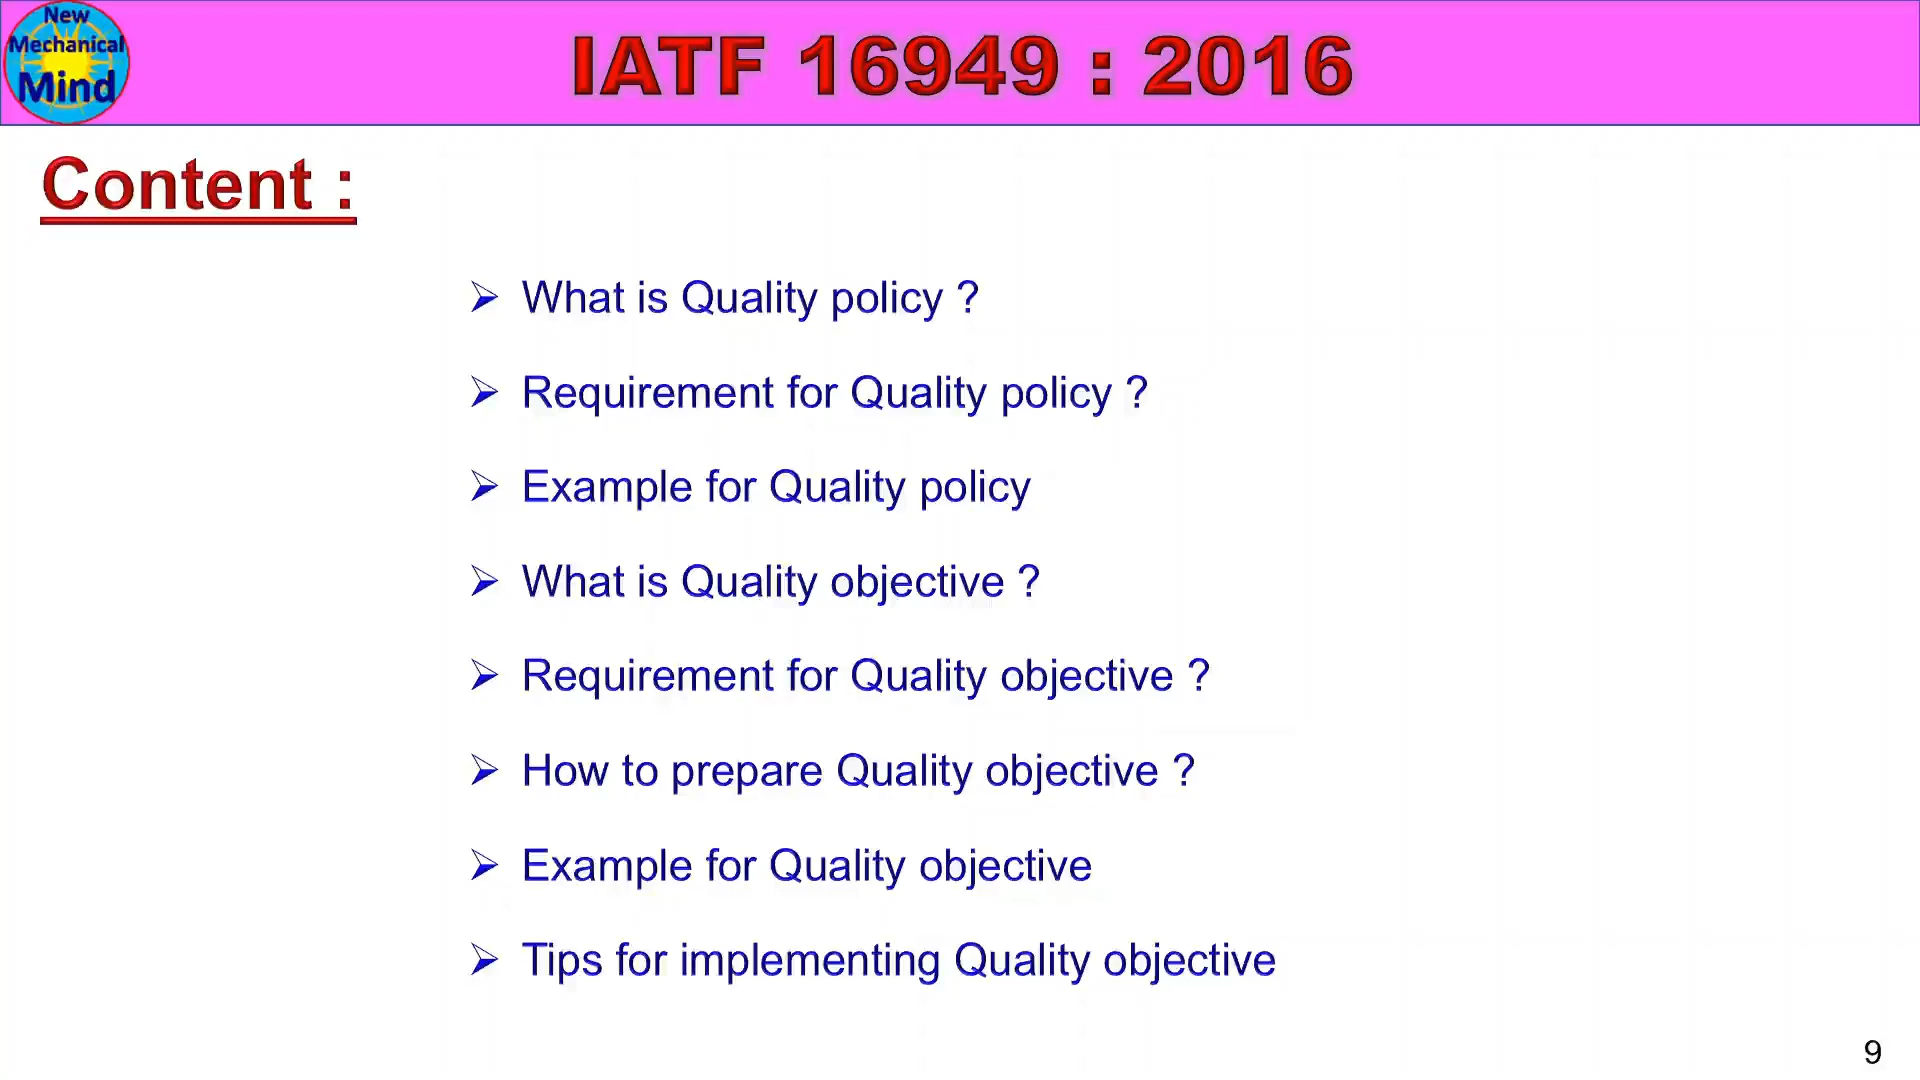 New
Mechanical
Mind
IATF 16949 : 2016
Content :
➢ What is Quality policy ?
➢ Requirement for Quality policy ?
➢ Example for Quality policy
➢ What is Quality objective ?
➢ Requirement for Quality objective ?
➢ How to prepare Quality objective ?
➢ Example for Quality objective
➢ Tips for implementing Quality objective
9